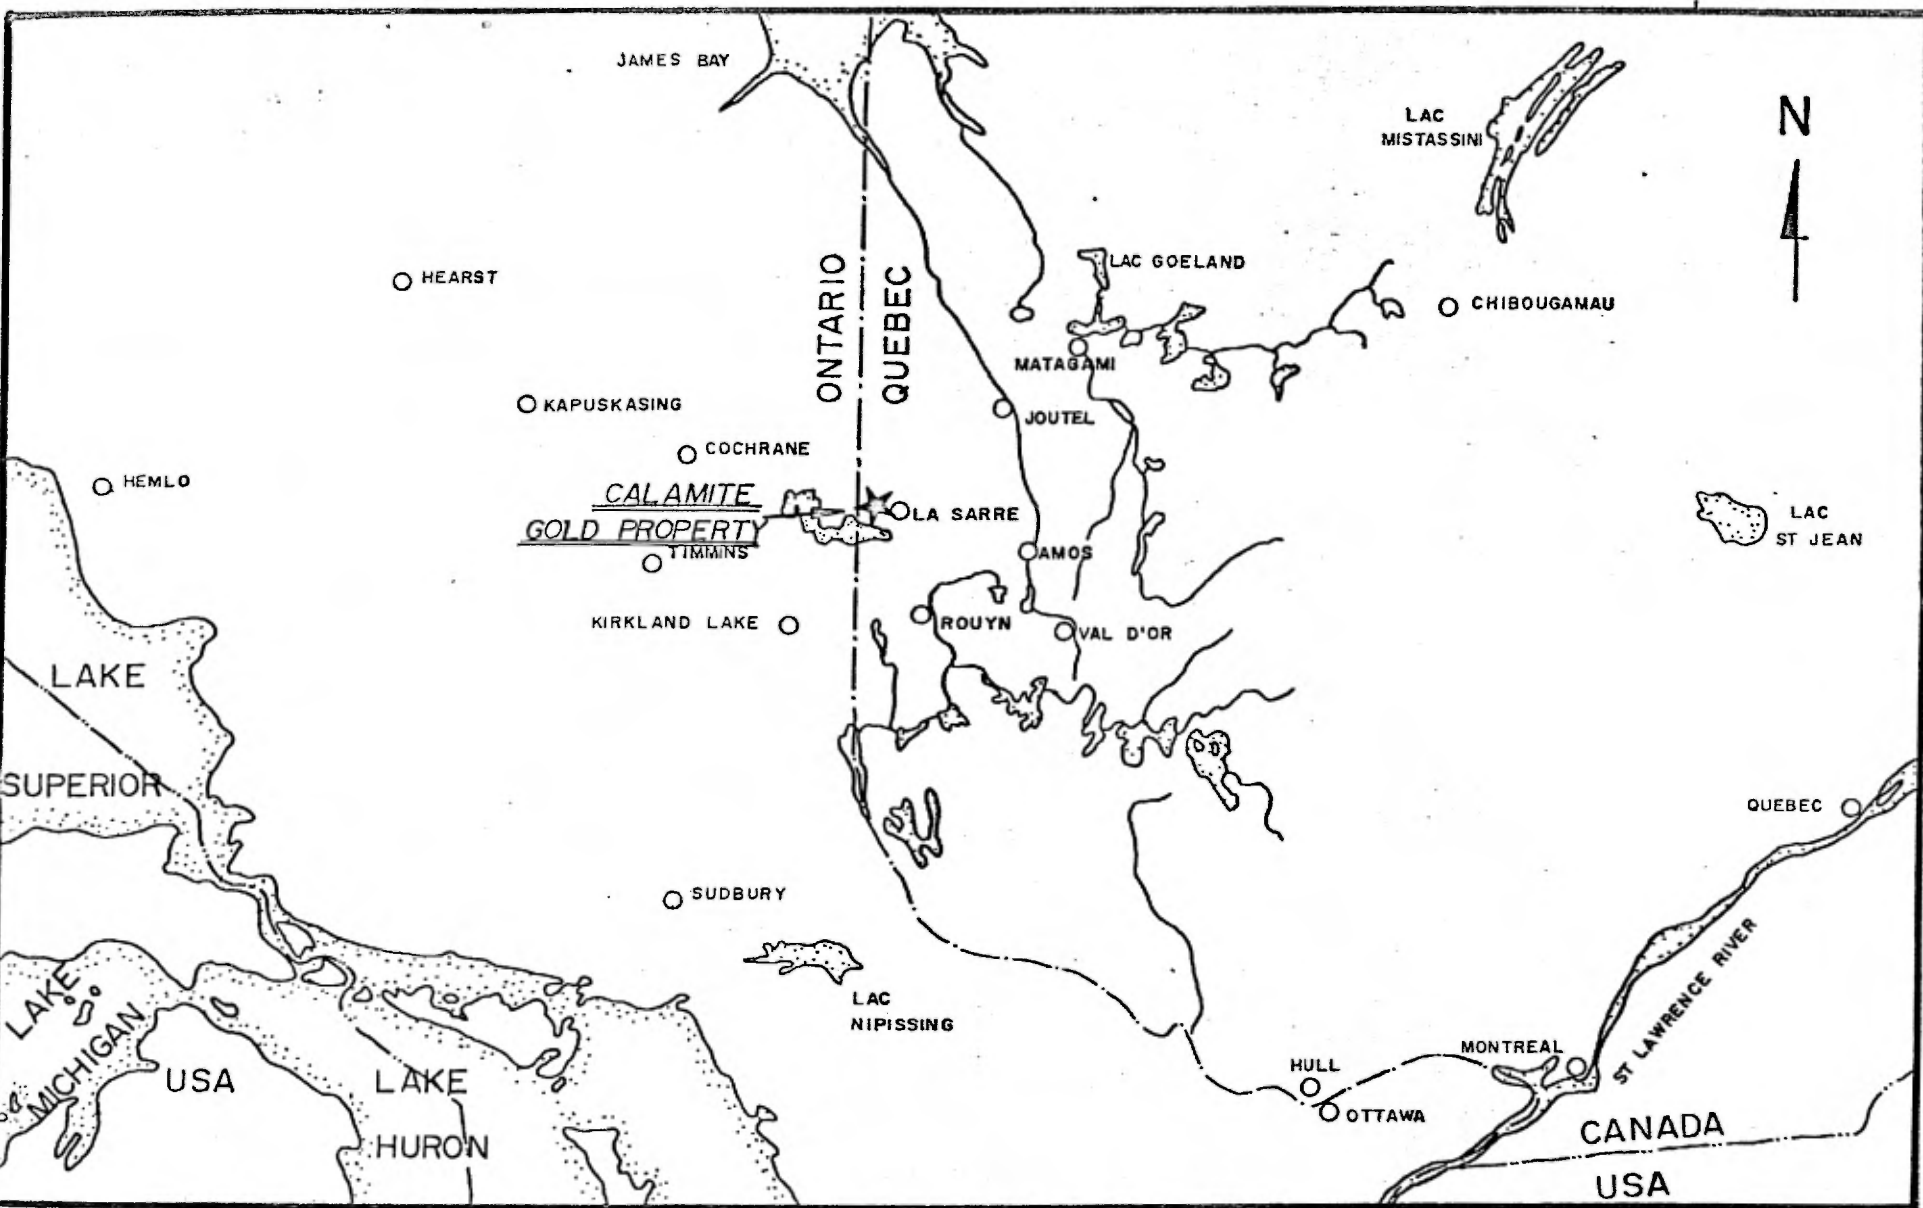 JAMES BAY
LAC
MISTASSINI
N
LAC GOELAND
HEARST
ONTARIO
QUEBEC
CHIBOUGAMAU
MATAGAMI
KAPUSKASING
JOUTEL
COCHRANE
HEMLO
CALAMITE
GOLD PROPERTY
LA SARRE
LAC
ST JEAN
TIMMINS
AMOS
KIRKLAND LAKE
ROUYN
VAL D'OR
LAKE
SUPERIOR
QUEBEC
SUDBURY
LAC
NIPISSING
LAKE
MICHIGAN
USA
LAKE
HURON
ST LAWRENCE RIVER
MONTREAL
HULL
OTTAWA
CANADA
USA